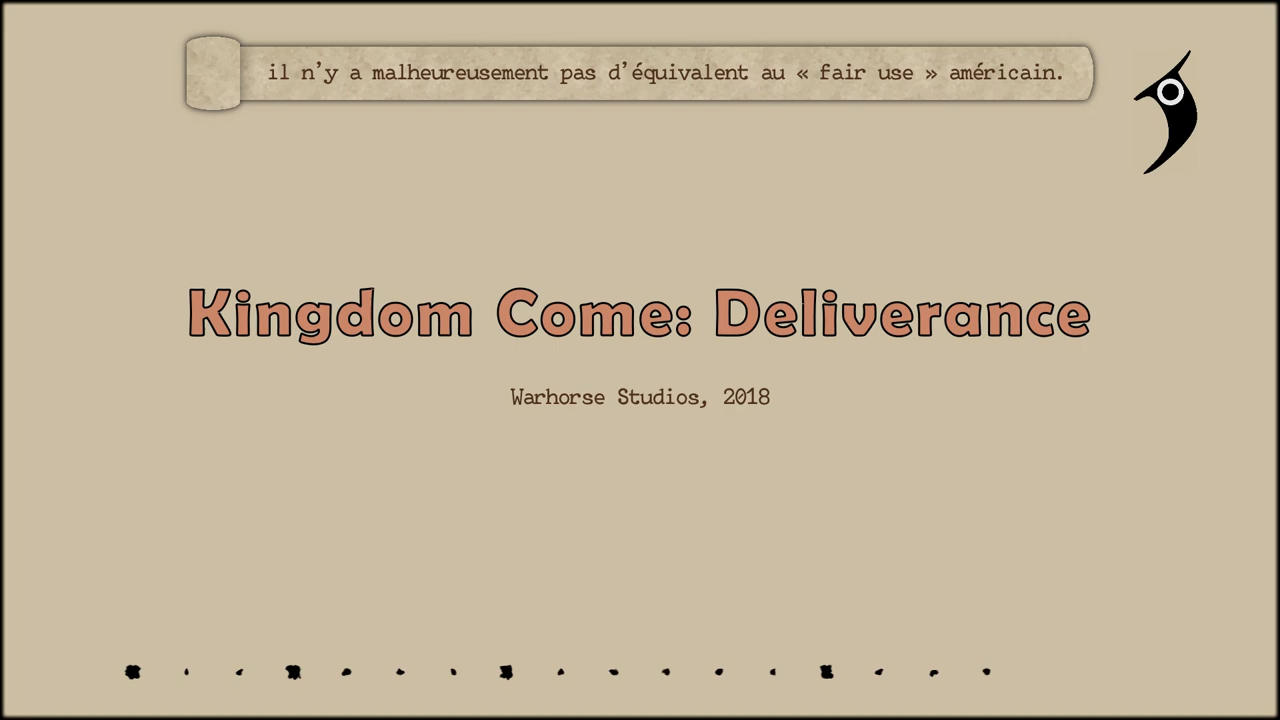 il n’y a malheureusement pas d’équivalent au « fair use » américain.
Kingdom Come: Deliverance
Warhorse Studios, 2018